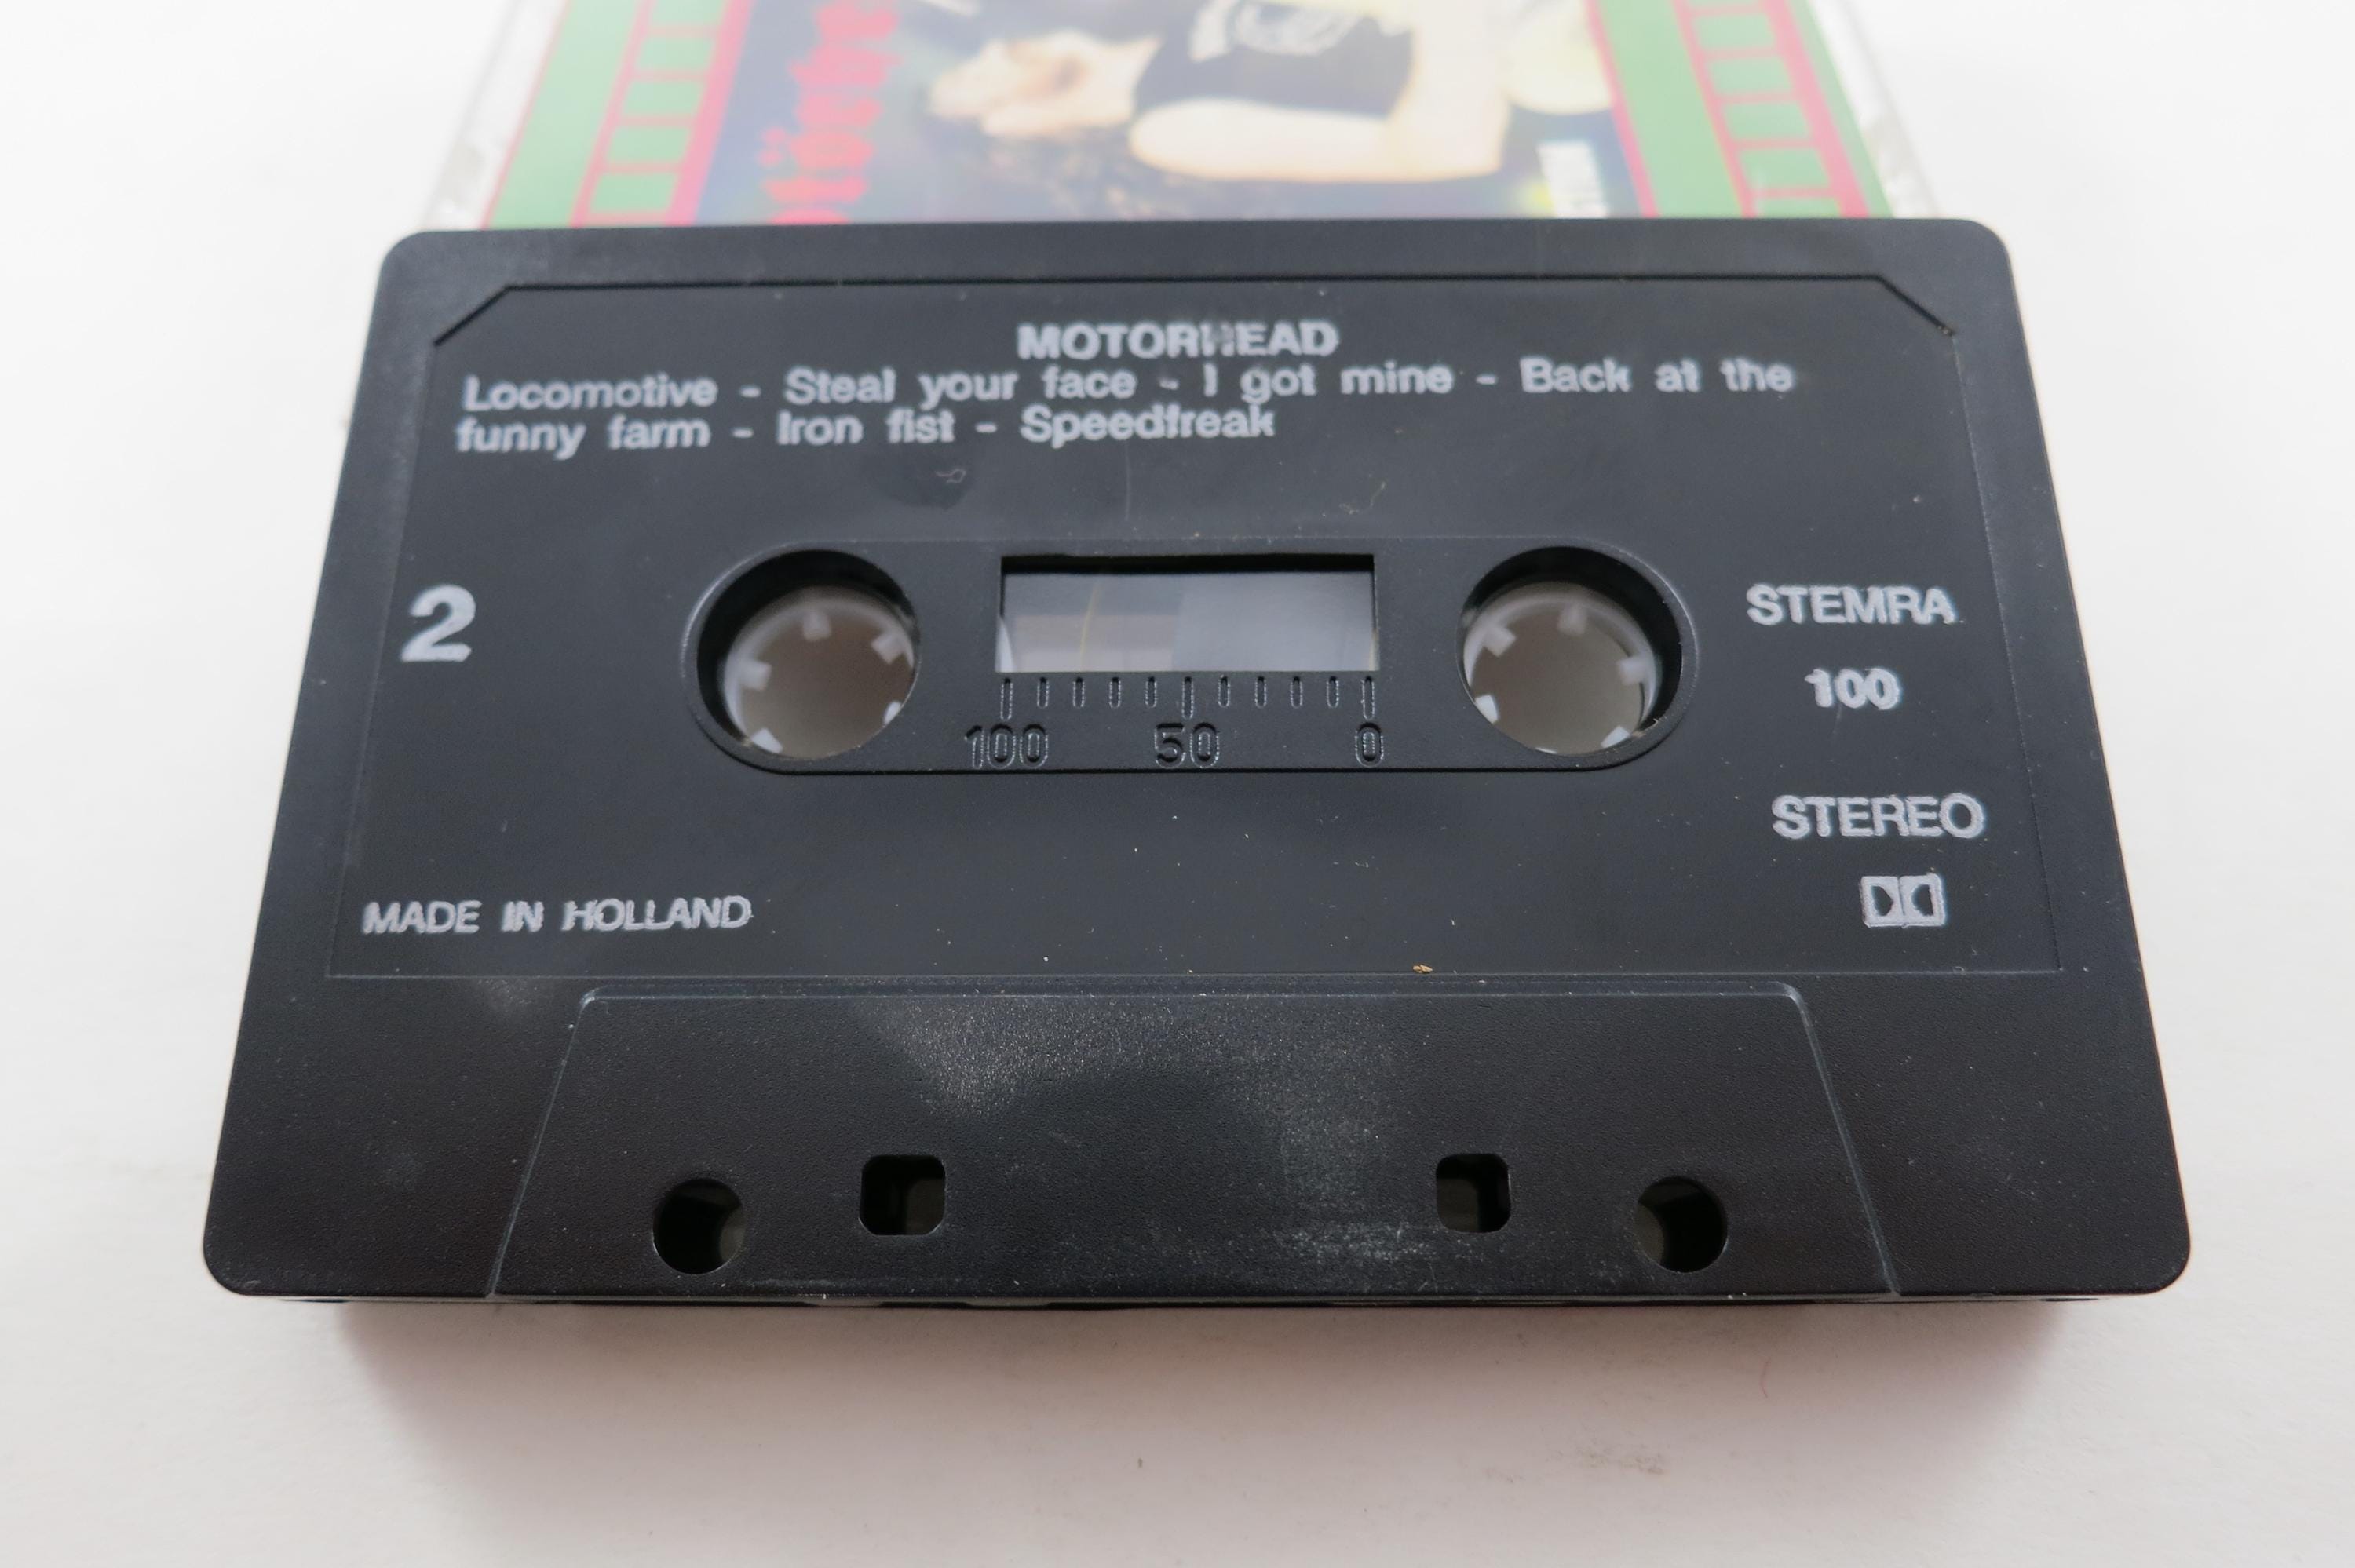 MOTORHEAD
Locomotive - Steal your face - I got mine - Back at the
funny farm - Iron fist - Speedfreak
2
STEMRA
100
100 50 0
STEREO
MADE IN HOLLAND